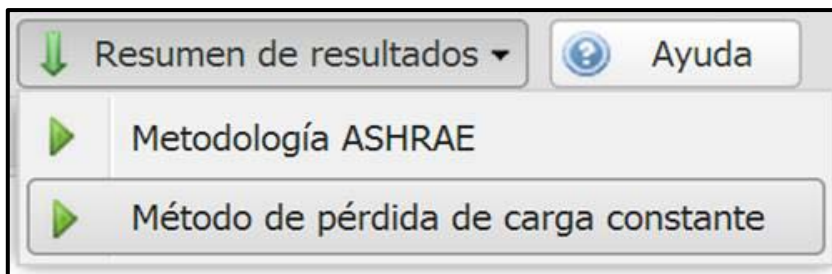 Resumen de resultados Ayuda
Metodología ASHRAE
Método de pérdida de carga constante